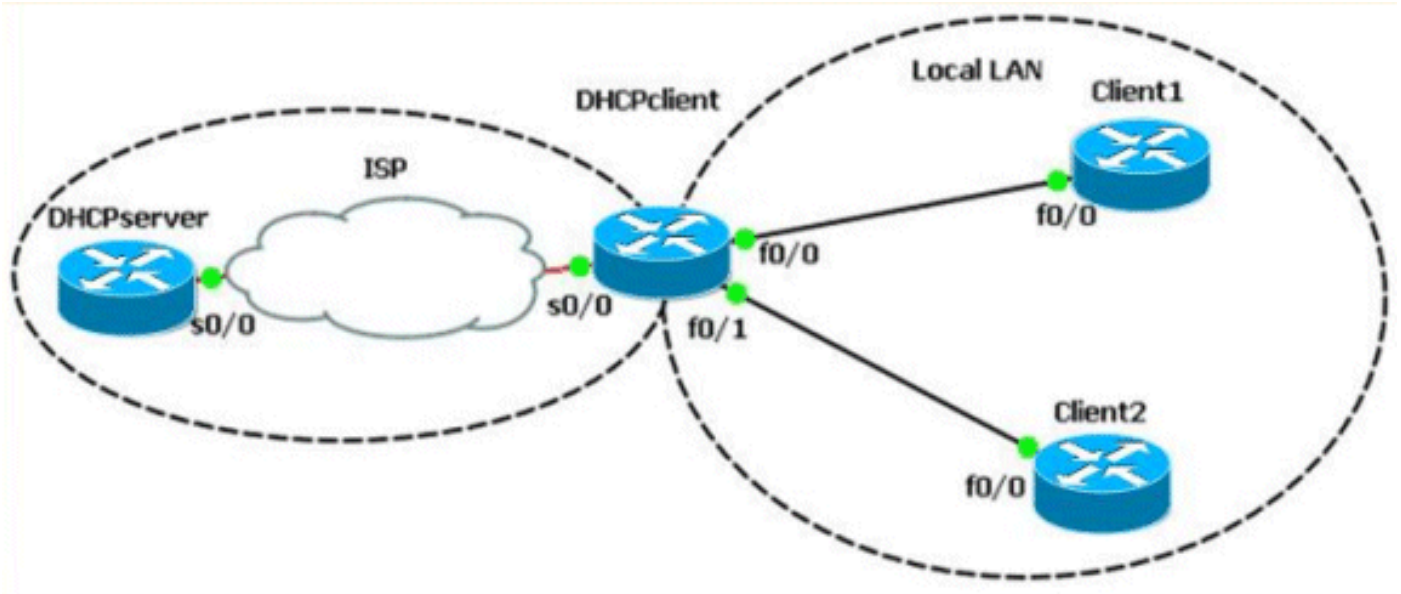 Local LAN
Client1
DHCPclient
ISP
DHCPserver
f0/0
f0/0
s0/0
s0/0
f0/1
Client2
f0/0